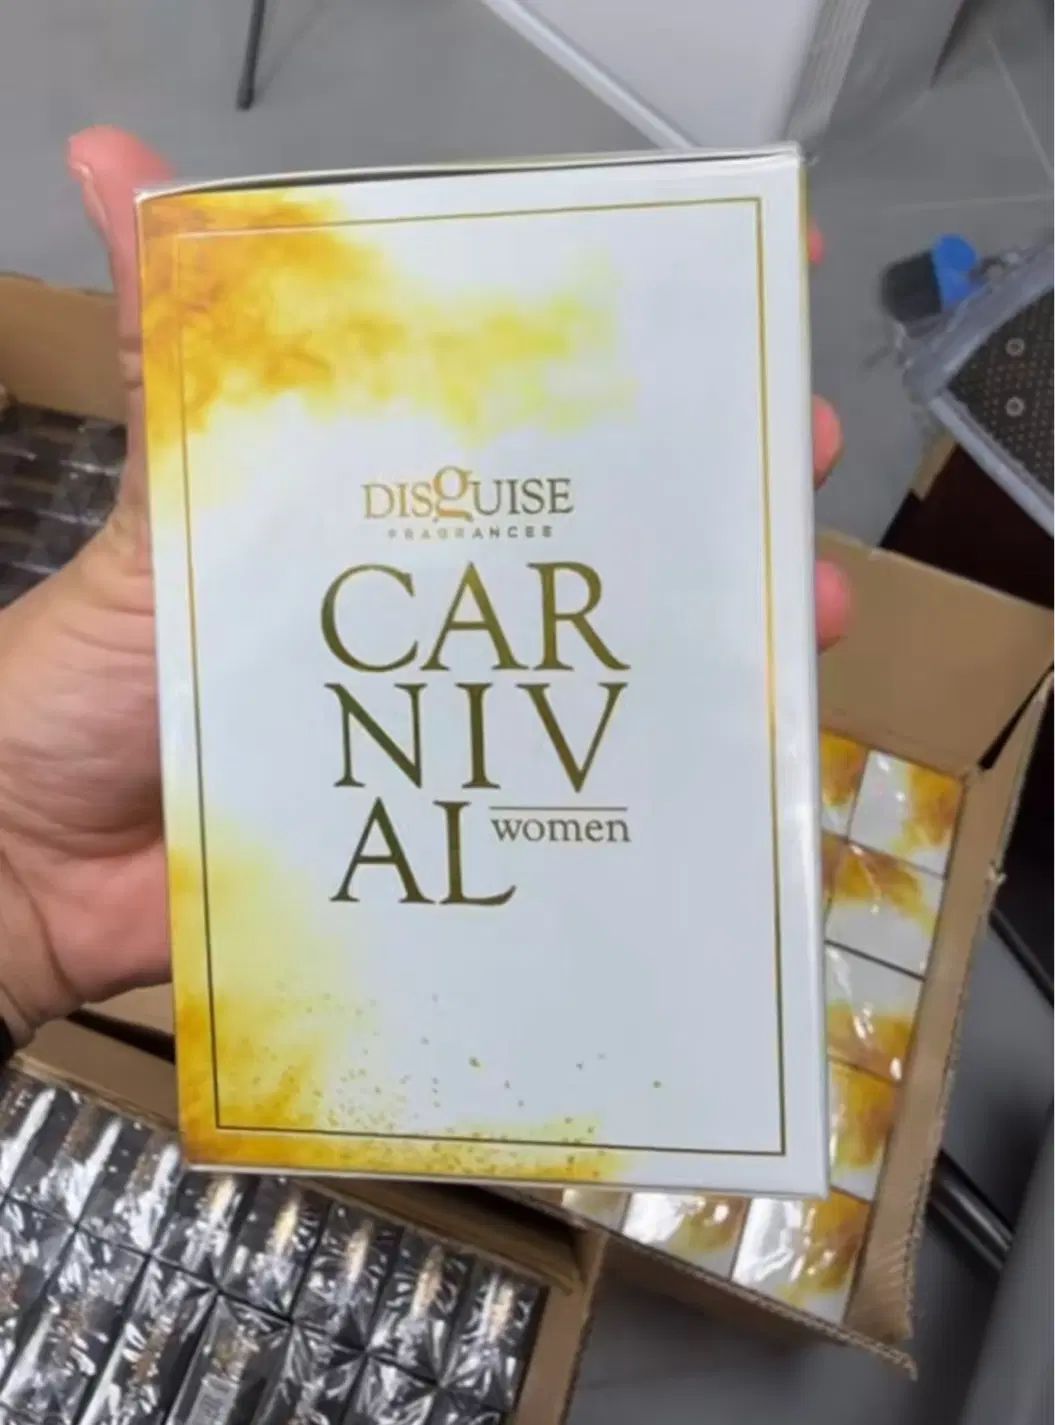 DISgUISE
FRAGRANCES
CAR
NIV
AL women